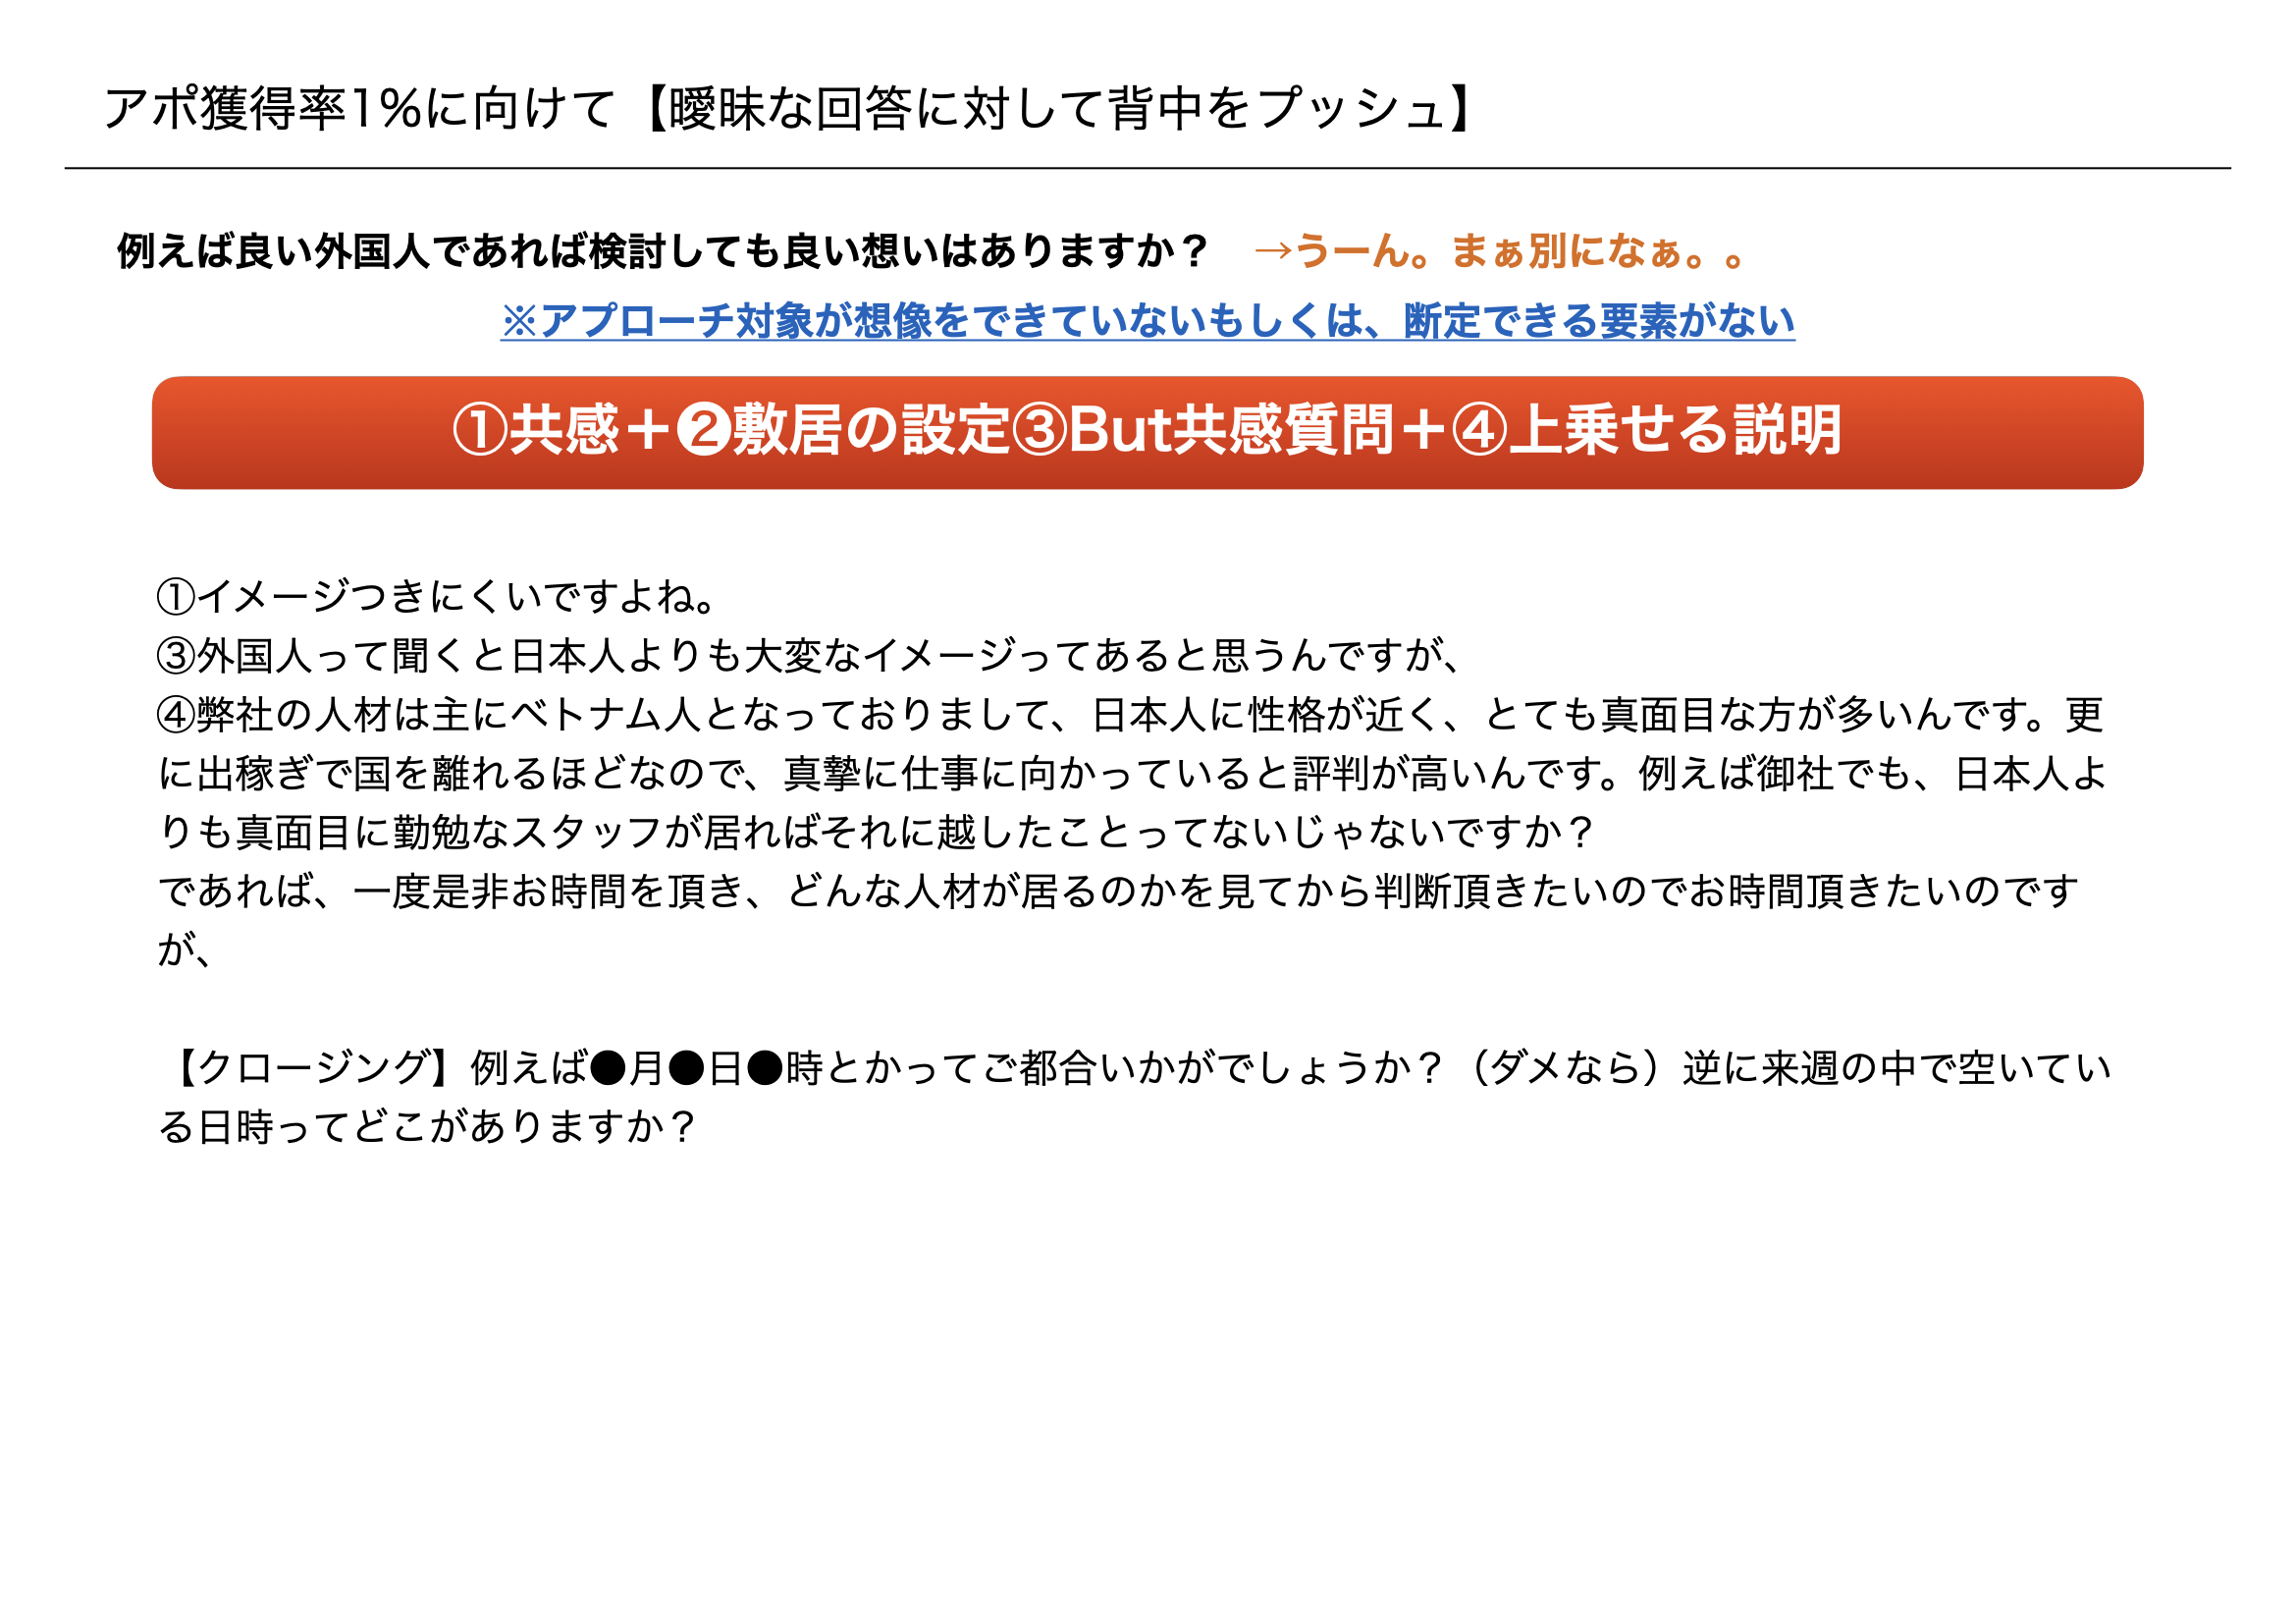 アポ獲得率1%に向けて【曖昧な回答に対して背中をプッシュ】
例えば良い外国人であれば検討しても良い想いはありますか？　→うーん。まぁ別になぁ。。
※アプローチ対象が想像をできていないもしくは、断定できる要素がない
①共感＋❷敷居の設定③But共感質問＋④上乗せる説明
①イメージつきにくいですよね。
③外国人って聞くと日本人よりも大変なイメージってあると思うんですが、
④弊社の人材は主にベトナム人となっておりまして、日本人に性格が近く、とても真面目な方が多いんです。更
に出稼ぎで国を離れるほどなので、真摯に仕事に向かっていると評判が高いんです。例えば御社でも、日本人よ
りも真面目に勤勉なスタッフが居ればそれに越したことってないじゃないですか？
であれば、一度是非お時間を頂き、どんな人材が居るのかを見てから判断頂きたいのでお時間頂きたいのです
が、
【クロージング】例えば●月●日●時とかってご都合いかがでしょうか？（ダメなら）逆に来週の中で空いてい
る日時ってどこがありますか？